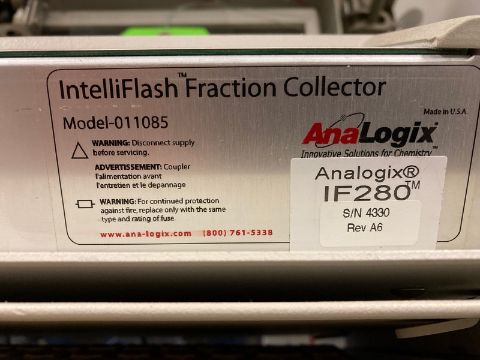 IntelliFlash™ Fraction Collector
Model-011085
WARNING: Disconnect supply
before servicing.
ADVERTISSEMENT: Coupler
l'alimentation avant
l'entretien et le depannage
WARNING: For continued protection
against fire, replace only with the same
type and rating of fuse.
www.ana-logix.com (800) 761-5338
Made in U.S.A.
AnaLogix®
Innovative Solutions for Chemistry™
Analogix®
IF280™
S/N 4330
Rev A6